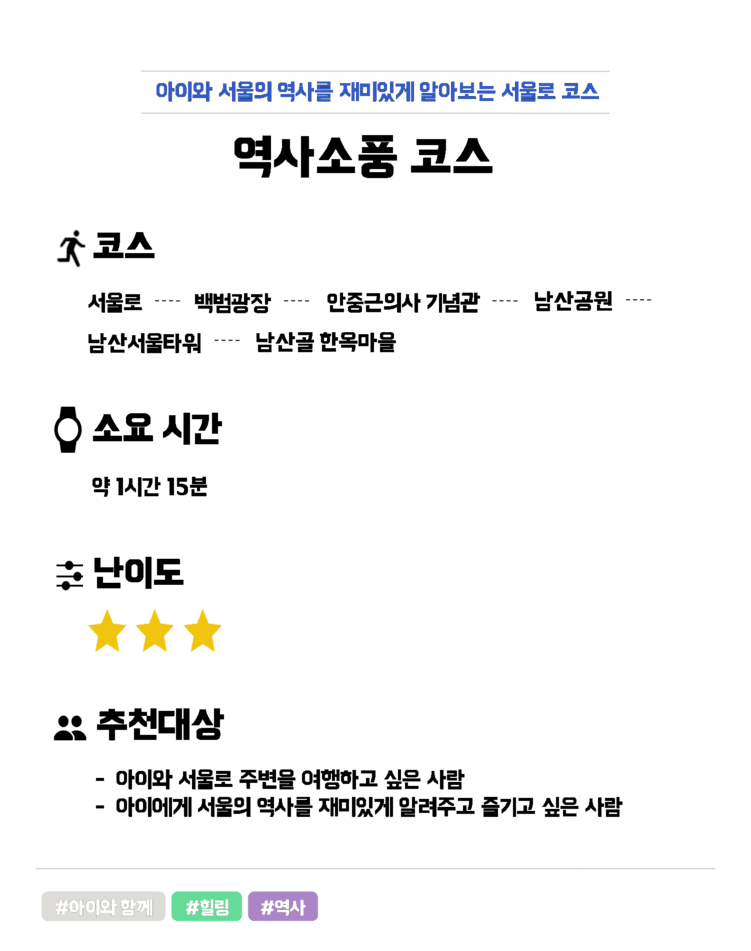 아이와 서울의 역사를 재미있게 알아보는 서울로 코스
역사소풍 코스
코스
서울로 ---- 백범광장 ---- 안중근의사 기념관 ---- 남산공원 ----
남산서울타워 ---- 남산골 한옥마을
소요 시간
약 1시간 15분
난이도
추천대상
- 아이와 서울로 주변을 여행하고 싶은 사람
- 아이에게 서울의 역사를 재미있게 알려주고 즐기고 싶은 사람
#아이와 함께 #힐링 #역사